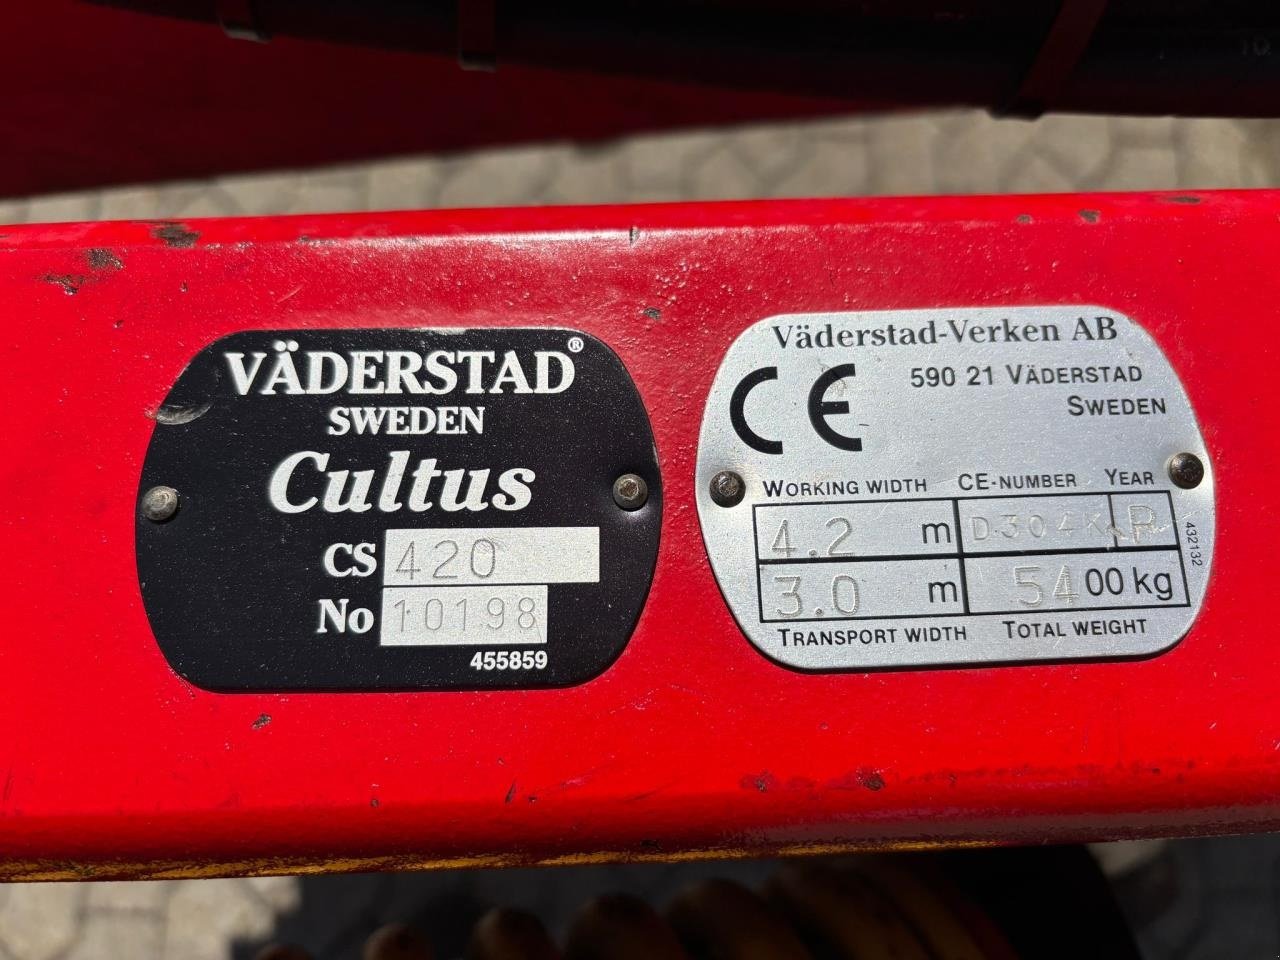 VÄDERSTAD®
SWEDEN
Cultus
CS 420
No 10198
455859
Väderstad-Verken AB
CE 590 21 VÄDERSTAD
SWEDEN
WORKING WIDTH CE-NUMBER YEAR
4.2 m D304K R
3.0 m 5400 kg
TRANSPORT WIDTH TOTAL WEIGHT
432132